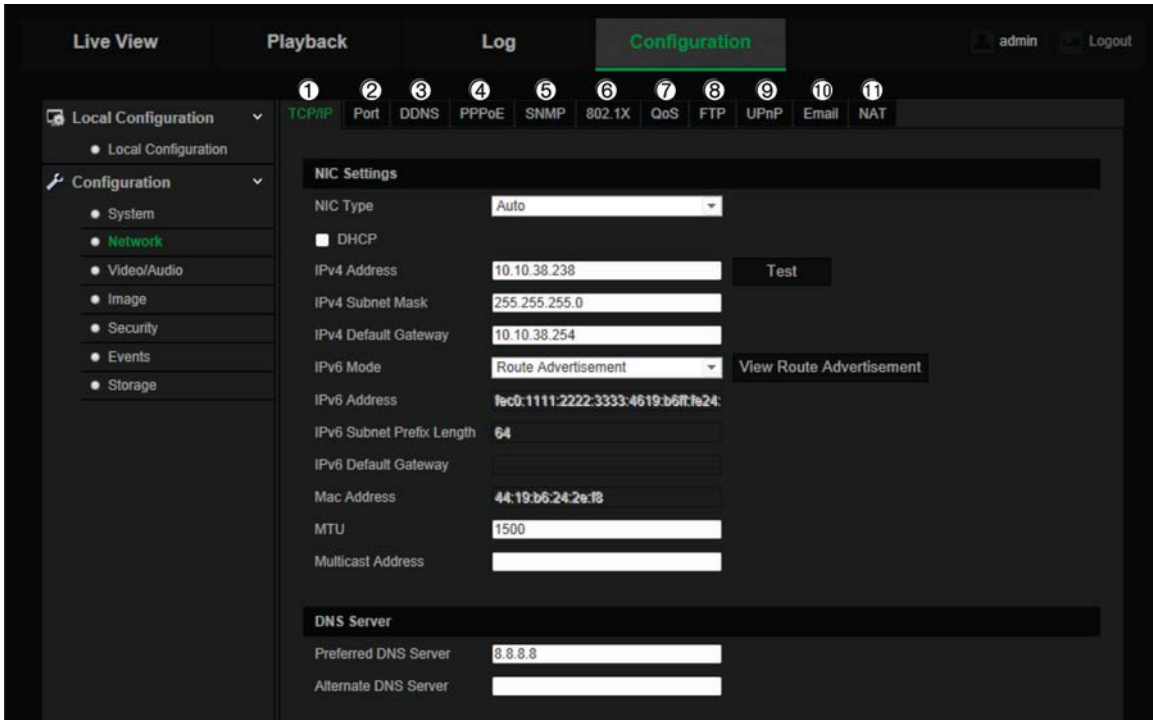 Live View Playback Log Configuration admin Logout
① ② ③ ④ ⑤ ⑥ ⑦ ⑧ ⑨ ⑩ ⑪
TCP/IP Port DDNS PPPoE SNMP 802.1X QoS FTP UPnP Email NAT
Local Configuration
Local Configuration
Configuration
System
Network
Video/Audio
Image
Security
Events
Storage
NIC Settings
NIC Type Auto
DHCP
IPv4 Address 10.10.38.238 Test
IPv4 Subnet Mask 255.255.255.0
IPv4 Default Gateway 10.10.38.254
IPv6 Mode Route Advertisement View Route Advertisement
IPv6 Address fec0:1111:2222:3333:4619:b6ff:fe24:
IPv6 Subnet Prefix Length 64
IPv6 Default Gateway
Mac Address 44:19:b6:24:2e:f8
MTU 1500
Multicast Address
DNS Server
Preferred DNS Server 8.8.8.8
Alternate DNS Server